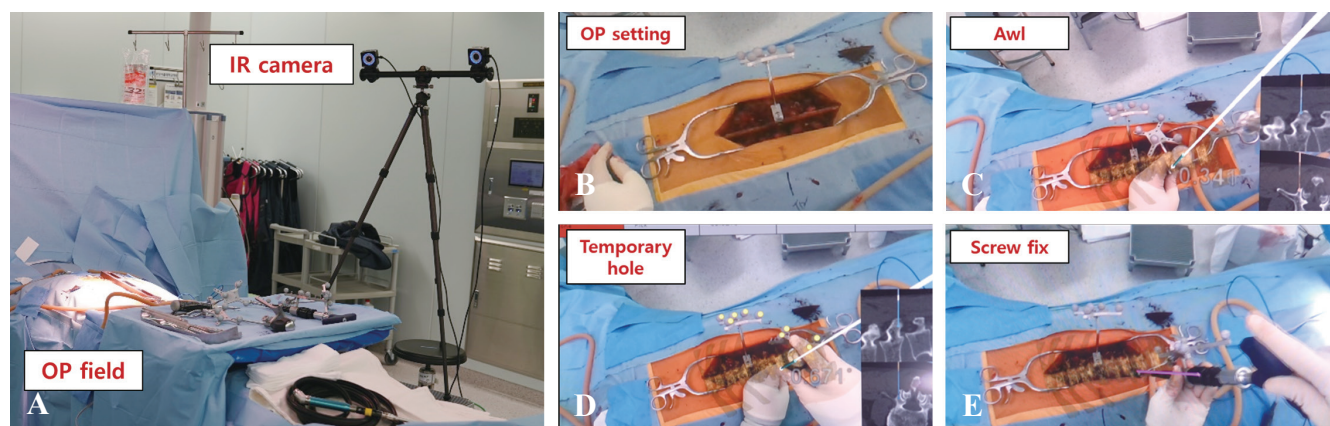 IR camera
OP field
A
OP setting
B
Awl
C
Temporary
hole
D
Screw fix
E